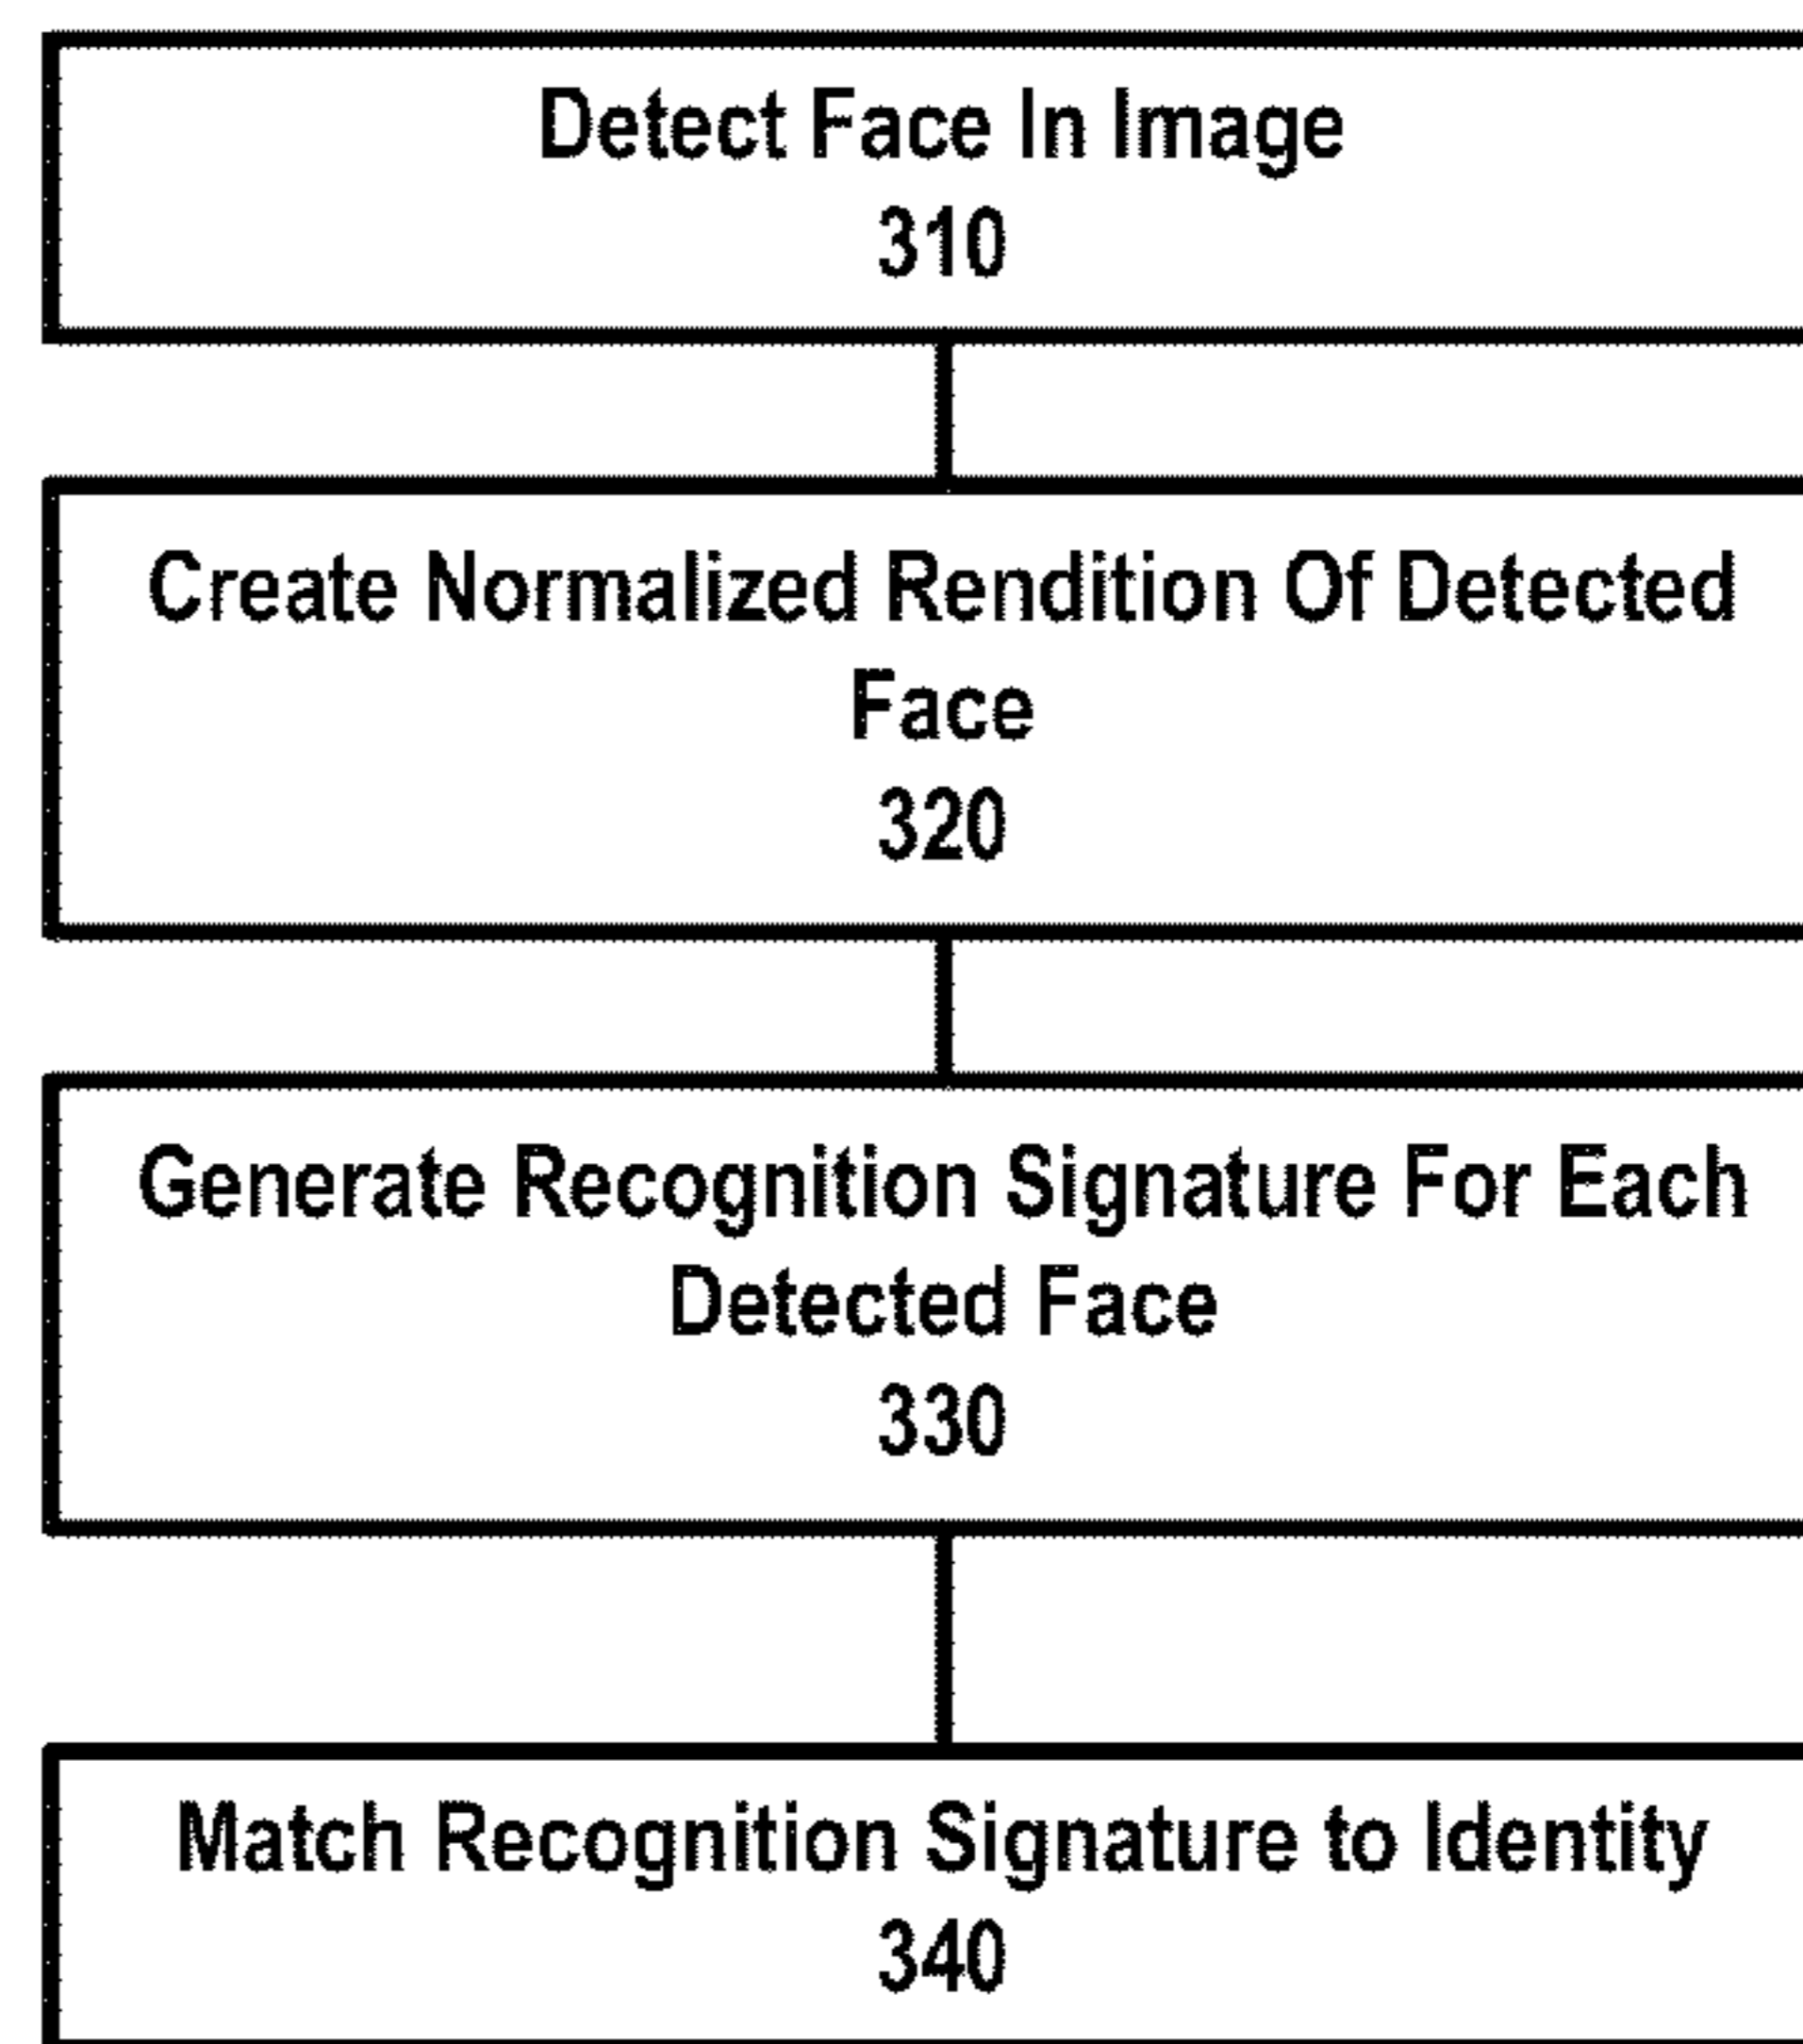 Detect Face In Image
310
Create Normalized Rendition Of Detected
Face
320
Generate Recognition Signature For Each
Detected Face
330
Match Recognition Signature to Identity
340